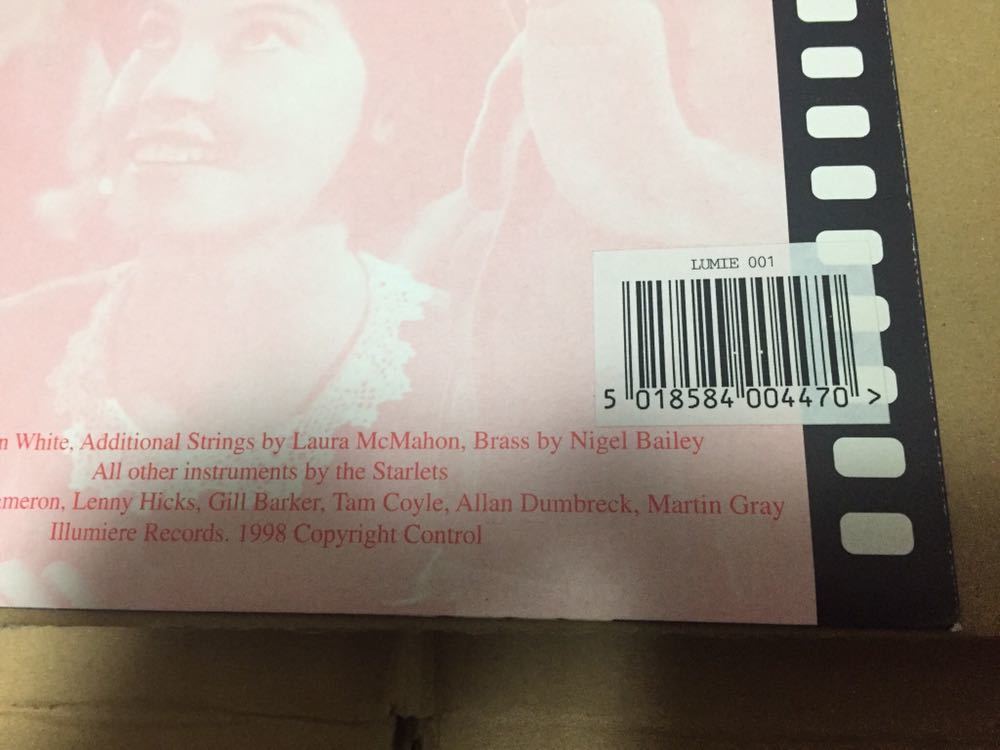 LUMIE 001
5 018584 004470 >
White, Additional Strings by Laura McMahon, Brass by Nigel Bailey
All other instruments by the Starlets
Lenny Hicks, Gill Barker, Tam Coyle, Allan Dumbreck, Martin Gray
Illumiere Records. 1998 Copyright Control